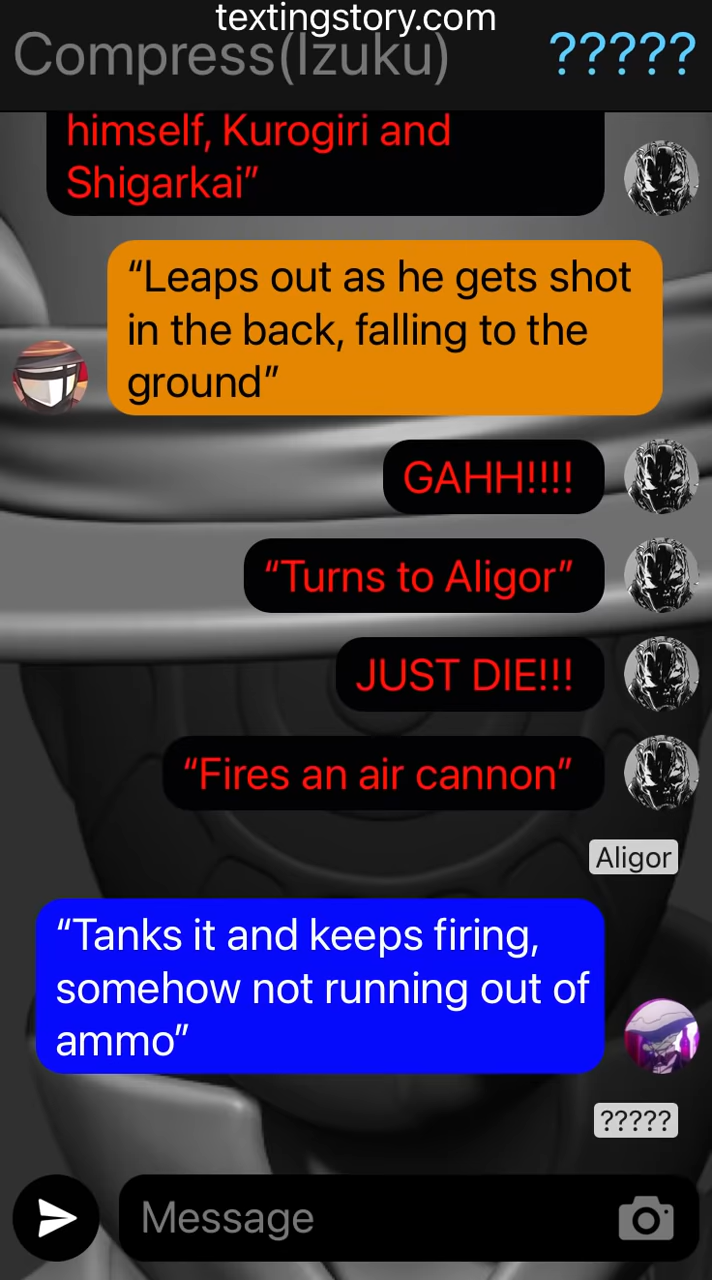 textingstory.com
Compress(Izuku)
?????
himself, Kurogiri and
Shigarkai”
“Leaps out as he gets shot
in the back, falling to the
ground”
GAHH!!!!
“Turns to Aligor”
JUST DIE!!!
“Fires an air cannon”
Aligor
“Tanks it and keeps firing,
somehow not running out of
ammo”
?????
Message